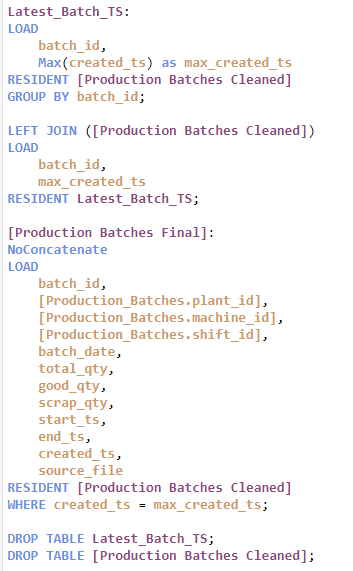 Latest_Batch_TS:
LOAD
    batch_id,
    Max(created_ts) as max_created_ts
RESIDENT [Production Batches Cleaned]
GROUP BY batch_id;

LEFT JOIN ([Production Batches Cleaned])
LOAD
    batch_id,
    max_created_ts
RESIDENT Latest_Batch_TS;

[Production Batches Final]:
NoConcatenate
LOAD
    batch_id,
    [Production_Batches.plant_id],
    [Production_Batches.machine_id],
    [Production_Batches.shift_id],
    batch_date,
    total_qty,
    good_qty,
    scrap_qty,
    start_ts,
    end_ts,
    created_ts,
    source_file
RESIDENT [Production Batches Cleaned]
WHERE created_ts = max_created_ts;

DROP TABLE Latest_Batch_TS;
DROP TABLE [Production Batches Cleaned];